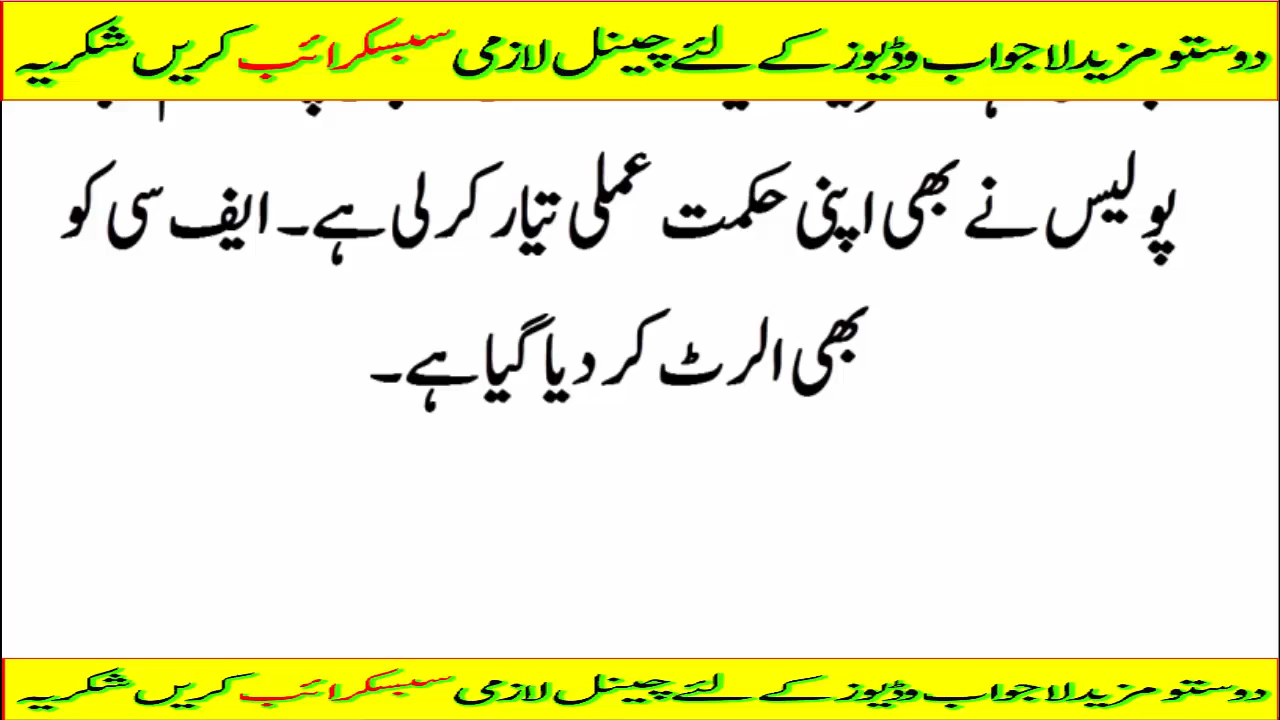 دوستو مزید لاجواب وڈیوز کے لئے چینل لازمی سبسکرائب کریں شکریہ
پولیس نے بھی اپنی حکمت عملی تیار کر لی ہے۔ ایف سی کو
بھی الرٹ کر دیا گیا ہے۔
دوستو مزید لاجواب وڈیوز کے لئے چینل لازمی سبسکرائب کریں شکریہ